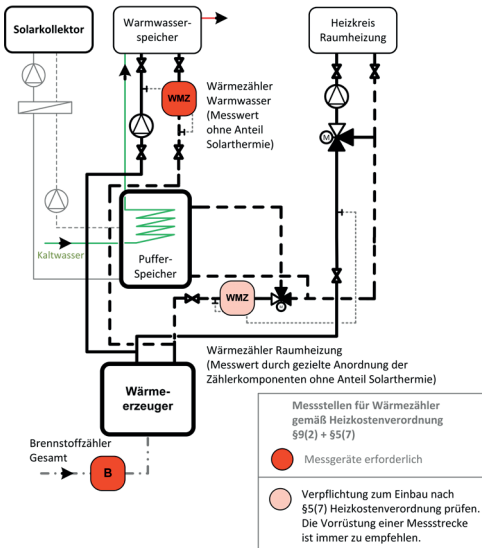 Solarkollektor
Warmwasser-
speicher
Heizkreis
Raumheizung
WMZ
Wärmezähler
Warmwasser
(Messwert
ohne Anteil
Solarthermie)
M
Kaltwasser
Puffer-
Speicher
WMZ
M
Wärmezähler Raumheizung
(Messwert durch gezielte Anordnung der
Zählerkomponenten ohne Anteil Solarthermie)
Wärme-
erzeuger
Brennstoffzähler
Gesamt
B
Messstellen für Wärmezähler
gemäß Heizkostenverordnung
§9(2) + §5(7)
Messgeräte erforderlich
Verpflichtung zum Einbau nach
§5(7) Heizkostenverordnung prüfen.
Die Vorrüstung einer Messstrecke
ist immer zu empfehlen.